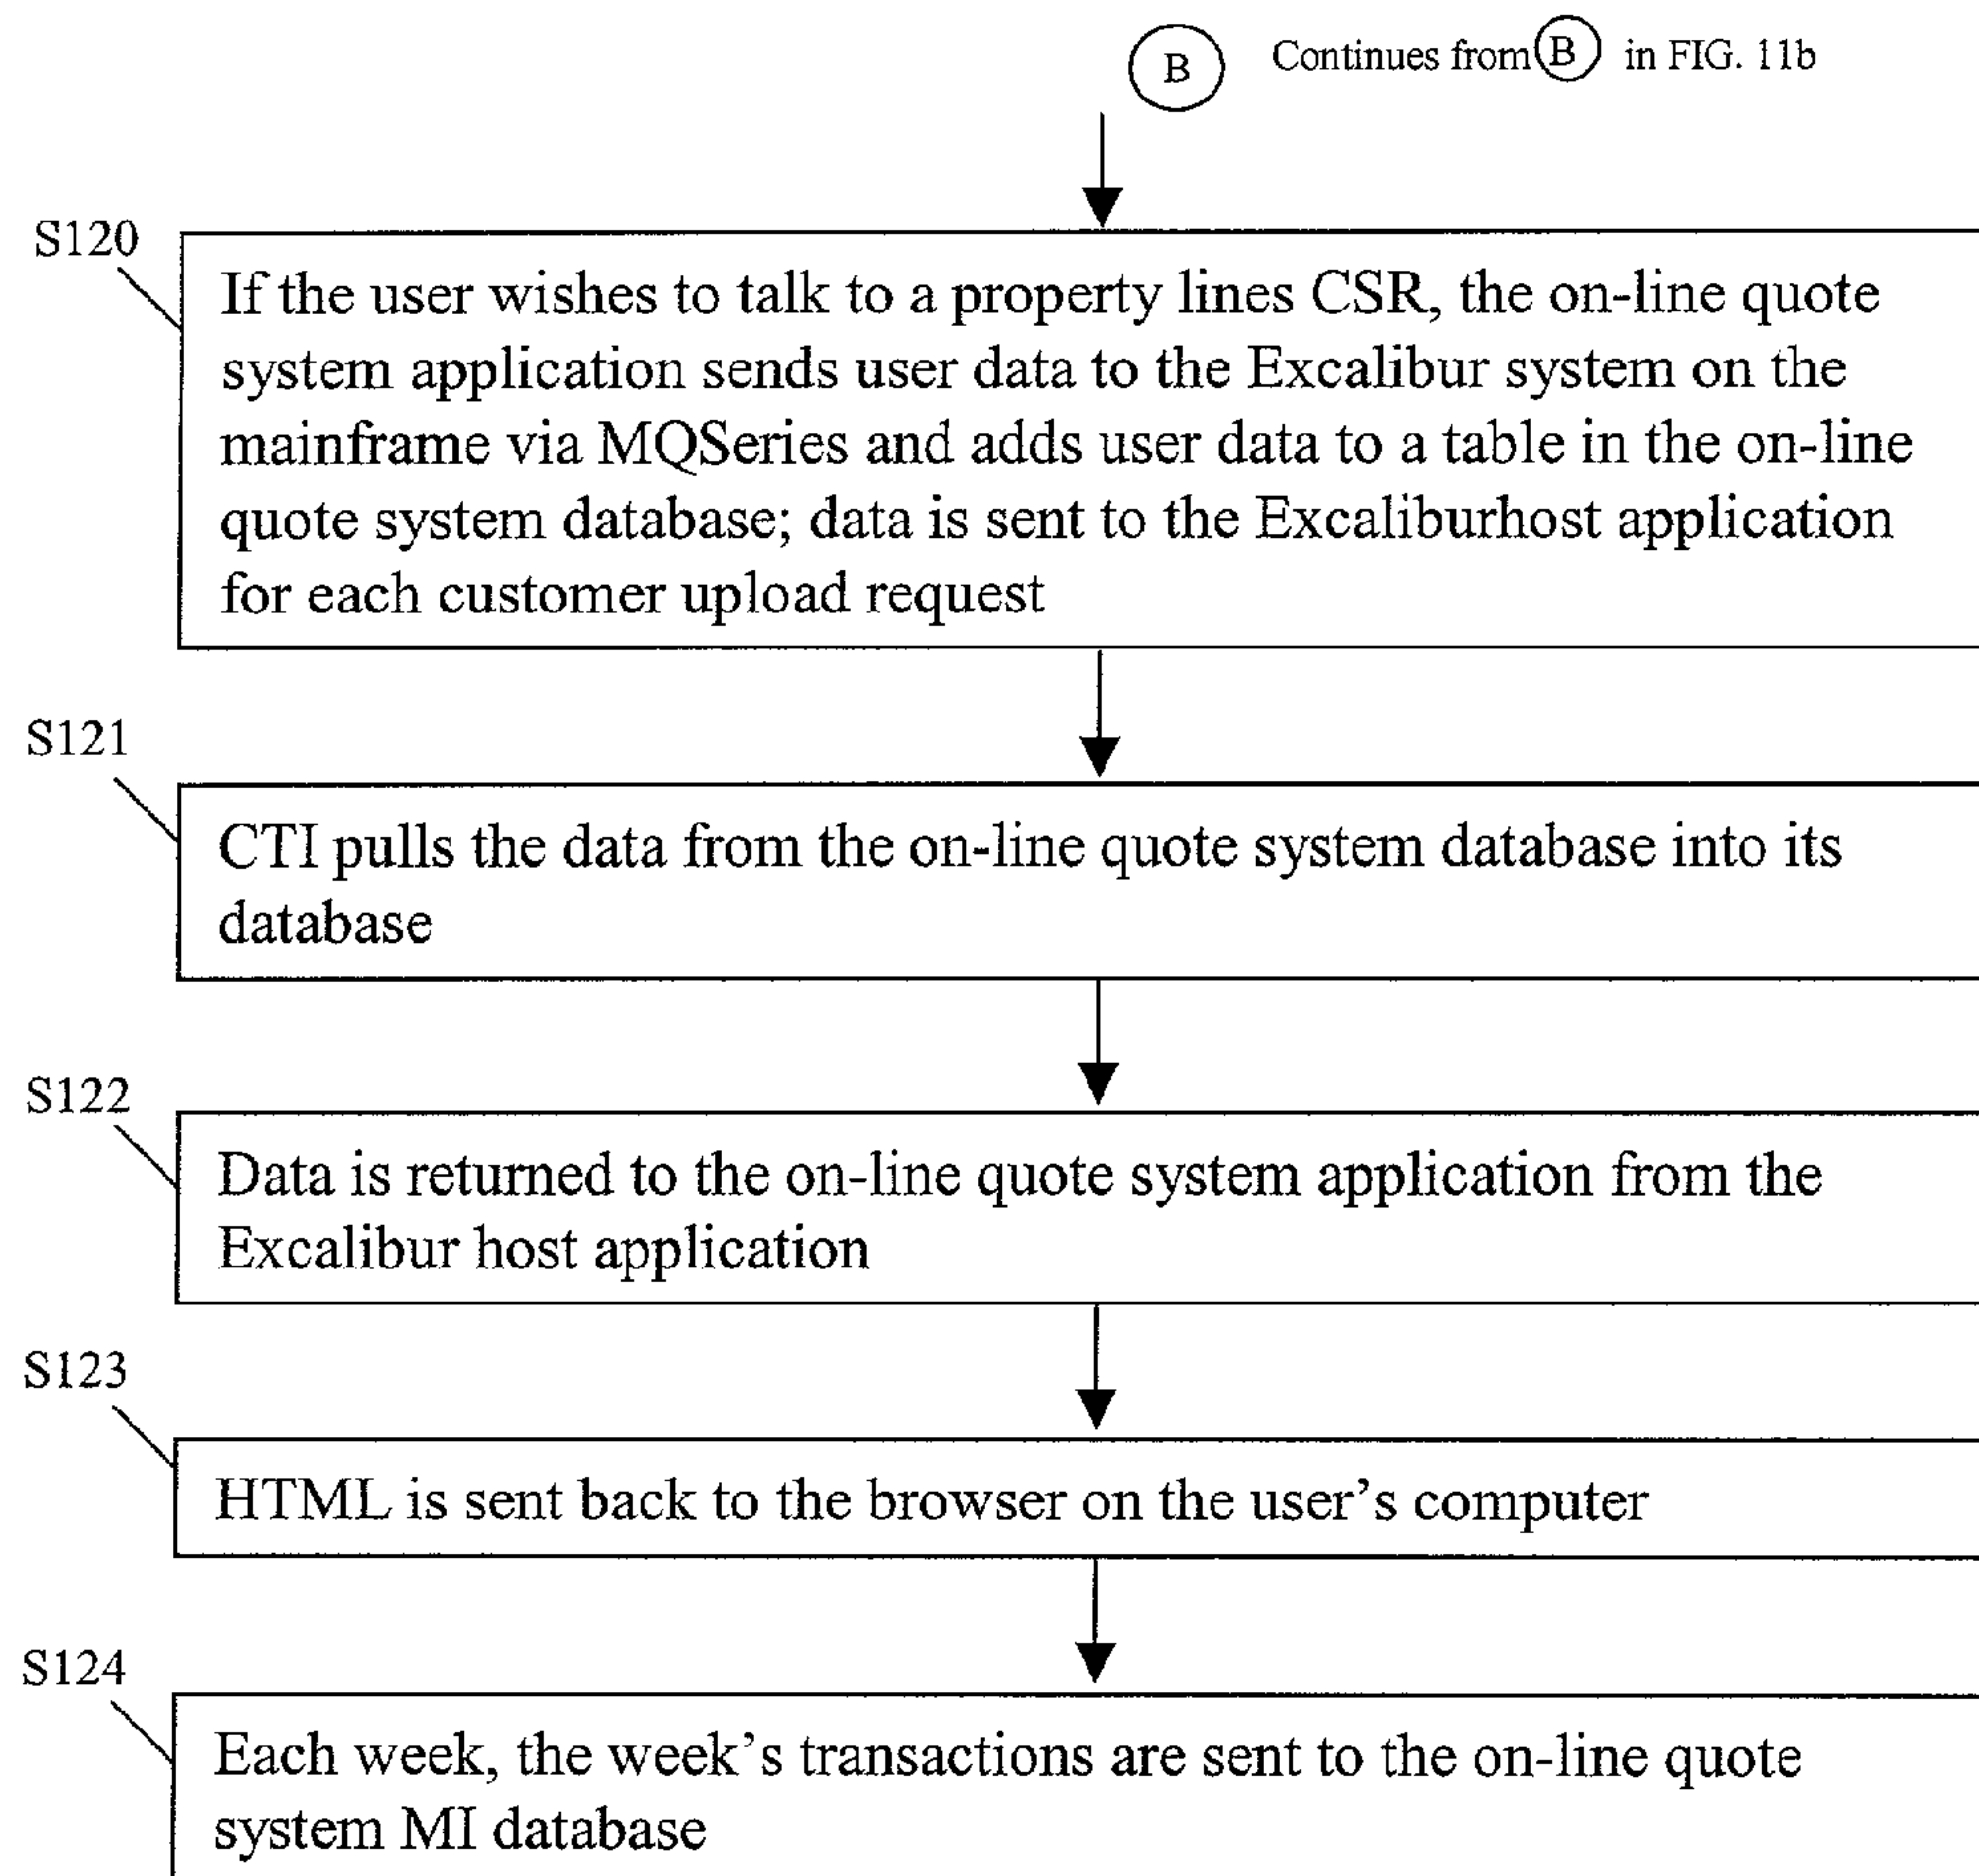 B Continues from B in FIG. 11b
S120
If the user wishes to talk to a property lines CSR, the on-line quote
system application sends user data to the Excalibur system on the
mainframe via MQSeries and adds user data to a table in the on-line
quote system database; data is sent to the Excaliburhost application
for each customer upload request
S121
CTI pulls the data from the on-line quote system database into its
database
S122
Data is returned to the on-line quote system application from the
Excalibur host application
S123
HTML is sent back to the browser on the user’s computer
S124
Each week, the week’s transactions are sent to the on-line quote
system MI database